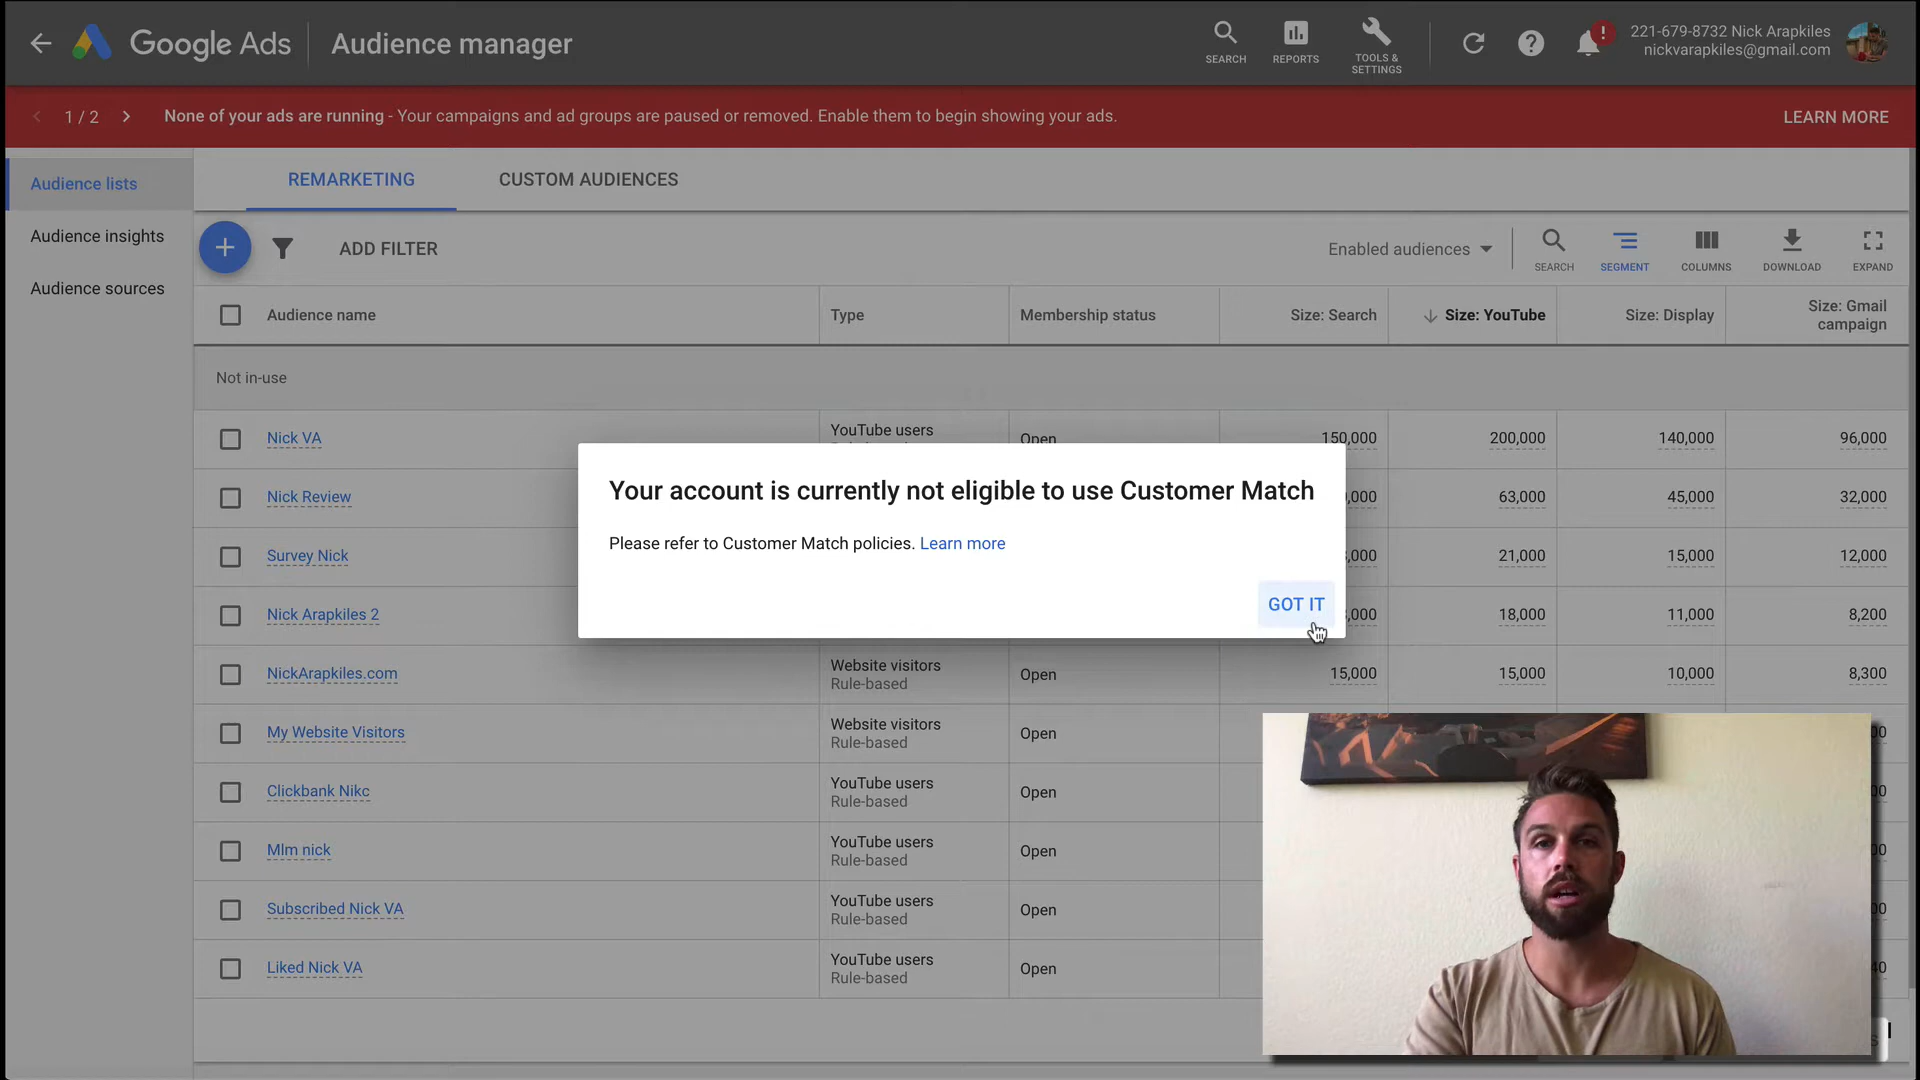 Google Ads
Audience manager
SEARCH
REPORTS
TOOLS &
SETTINGS
!
221-679-8732 Nick Arapkiles
nickvarapkiles@gmail.com
1 / 2
None of your ads are running - Your campaigns and ad groups are paused or removed. Enable them to begin showing your ads.
LEARN MORE
Audience lists
Audience insights
Audience sources
REMARKETING
CUSTOM AUDIENCES
ADD FILTER
Enabled audiences
SEARCH
SEGMENT
COLUMNS
DOWNLOAD
EXPAND
Audience name
Type
Membership status
Size: Search
Size: YouTube
Size: Display
Size: Gmail
campaign
Not in-use
Nick VA
YouTube users
Open
150,000
200,000
140,000
96,000
Nick Review
63,000
45,000
32,000
Survey Nick
21,000
15,000
12,000
Nick Arapkiles 2
18,000
11,000
8,200
Your account is currently not eligible to use Customer Match
Please refer to Customer Match policies. Learn more
GOT IT
NickArapkiles.com
Website visitors
Rule-based
Open
15,000
15,000
10,000
8,300
My Website Visitors
Website visitors
Rule-based
Open
Clickbank Nikc
YouTube users
Rule-based
Open
Mlm nick
YouTube users
Rule-based
Open
Subscribed Nick VA
YouTube users
Rule-based
Open
Liked Nick VA
YouTube users
Rule-based
Open